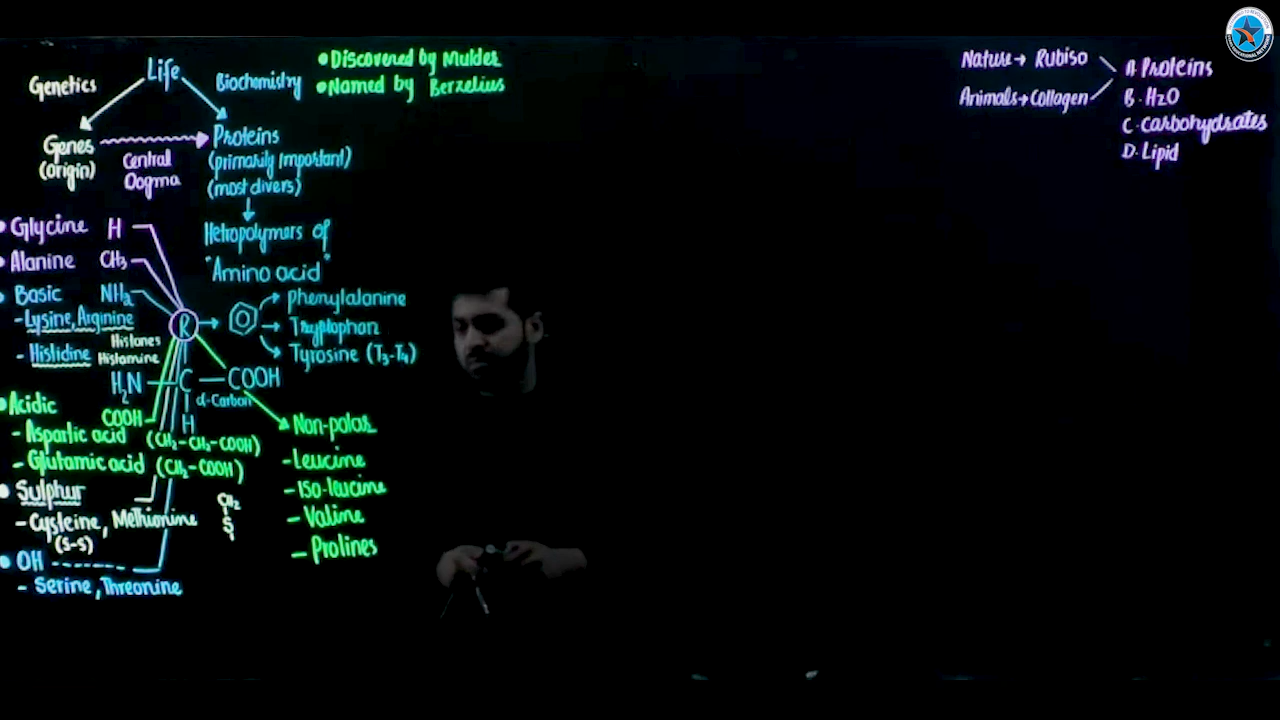 Life
Genetics
Biochemistry
• Discovered by Mulder
• Named by Berzelius
Genes
(origin)
Central
Dogma
Proteins
(primarily important)
(most divers)
Hetropolymers of
"Amino acid"
• Glycine H
• Alanine CH3
• Basic NH2
- Lysine, Arginine
- Histidine
Histones
Histamine
R
phenylalanine
Tryptophan
Tyrosine (T3-T4)
H2N - C - COOH
α-Carbon
H
• Acidic
COOH
- Aspartic acid (CH2-CH2-COOH)
- Glutamic acid (CH2-COOH)
• Sulphur
- Cysteine, Methionine
(S-S)
CH2
S
• OH
- Serine, Threonine
Non-polar
- Leucine
- Iso-leucine
- Valine
- Prolines
Nature → Rubiso
Animals → Collagen
A. Proteins
B. H2O
C. Carbohydrates
D. Lipid